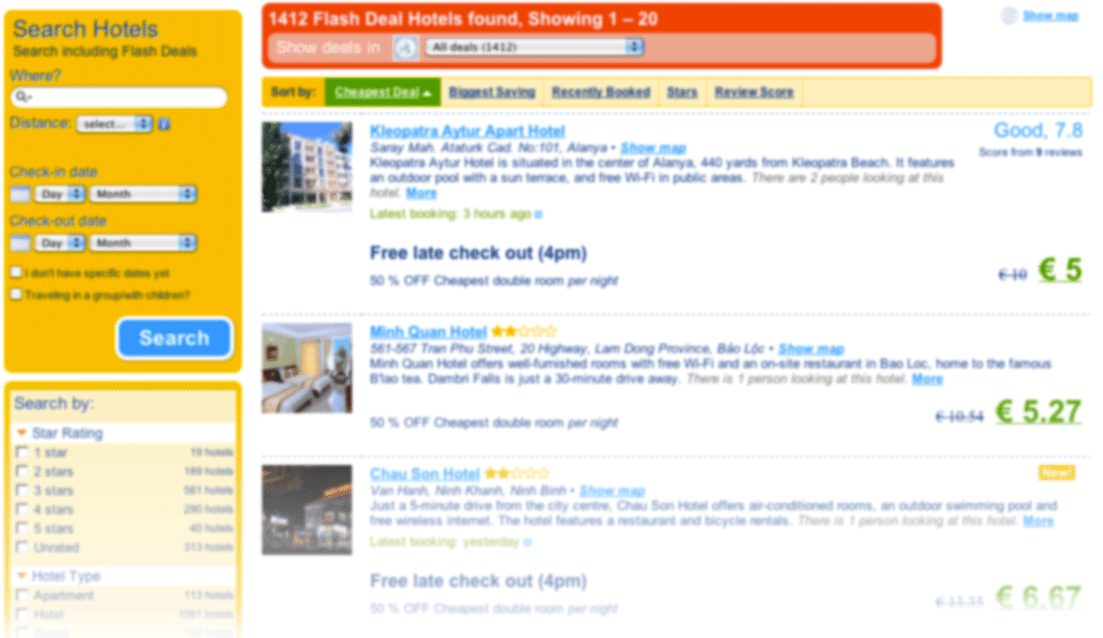 Search Hotels
Search including Flash Deals
Where?
Distance: select...
Check-in date
Day Month
Check-out date
Day Month
I don't have specific dates yet
Traveling in a group/with children?
Search
Search by:
Star Rating
1 star 19 hotels
2 stars 189 hotels
3 stars 561 hotels
4 stars 290 hotels
5 stars 40 hotels
Unrated 313 hotels
Hotel Type
Apartment 113 hotels
Hotel 1081 hotels
1412 Flash Deal Hotels found, Showing 1 – 20
Show map
Show deals in All deals (1412)
Sort by: Cheapest Deal Biggest Saving Recently Booked Stars Review Score
Kleopatra Aytur Apart Hotel
Good, 7.8
Saray Mah. Ataturk Cad. No:101, Alanya • Show map
Score from 9 reviews
Kleopatra Aytur Hotel is situated in the center of Alanya, 440 yards from Kleopatra Beach. It features
an outdoor pool with a sun terrace, and free Wi-Fi in public areas. There are 2 people looking at this
hotel. More
Latest booking: 3 hours ago
Free late check out (4pm)
€ 10 € 5
50 % OFF Cheapest double room per night
Minh Quan Hotel
561-567 Tran Phu Street, 20 Highway, Lam Dong Province, Bảo Lộc • Show map
Minh Quan Hotel offers well-furnished rooms with free Wi-Fi and an on-site restaurant in Bao Loc, home to the famous
B'lao tea. Dambri Falls is just a 30-minute drive away. There is 1 person looking at this hotel. More
€ 10.54 € 5.27
50 % OFF Cheapest double room per night
Chau Son Hotel
New!
Van Hanh, Ninh Khanh, Ninh Binh • Show map
Just a 5-minute drive from the city centre, Chau Son Hotel offers air-conditioned rooms, an outdoor swimming pool and
free wireless internet. The hotel features a restaurant and bicycle rentals. There is 1 person looking at this hotel. More
Latest booking: yesterday
Free late check out (4pm)
€ 13.35 € 6.67
50 % OFF Cheapest double room per night